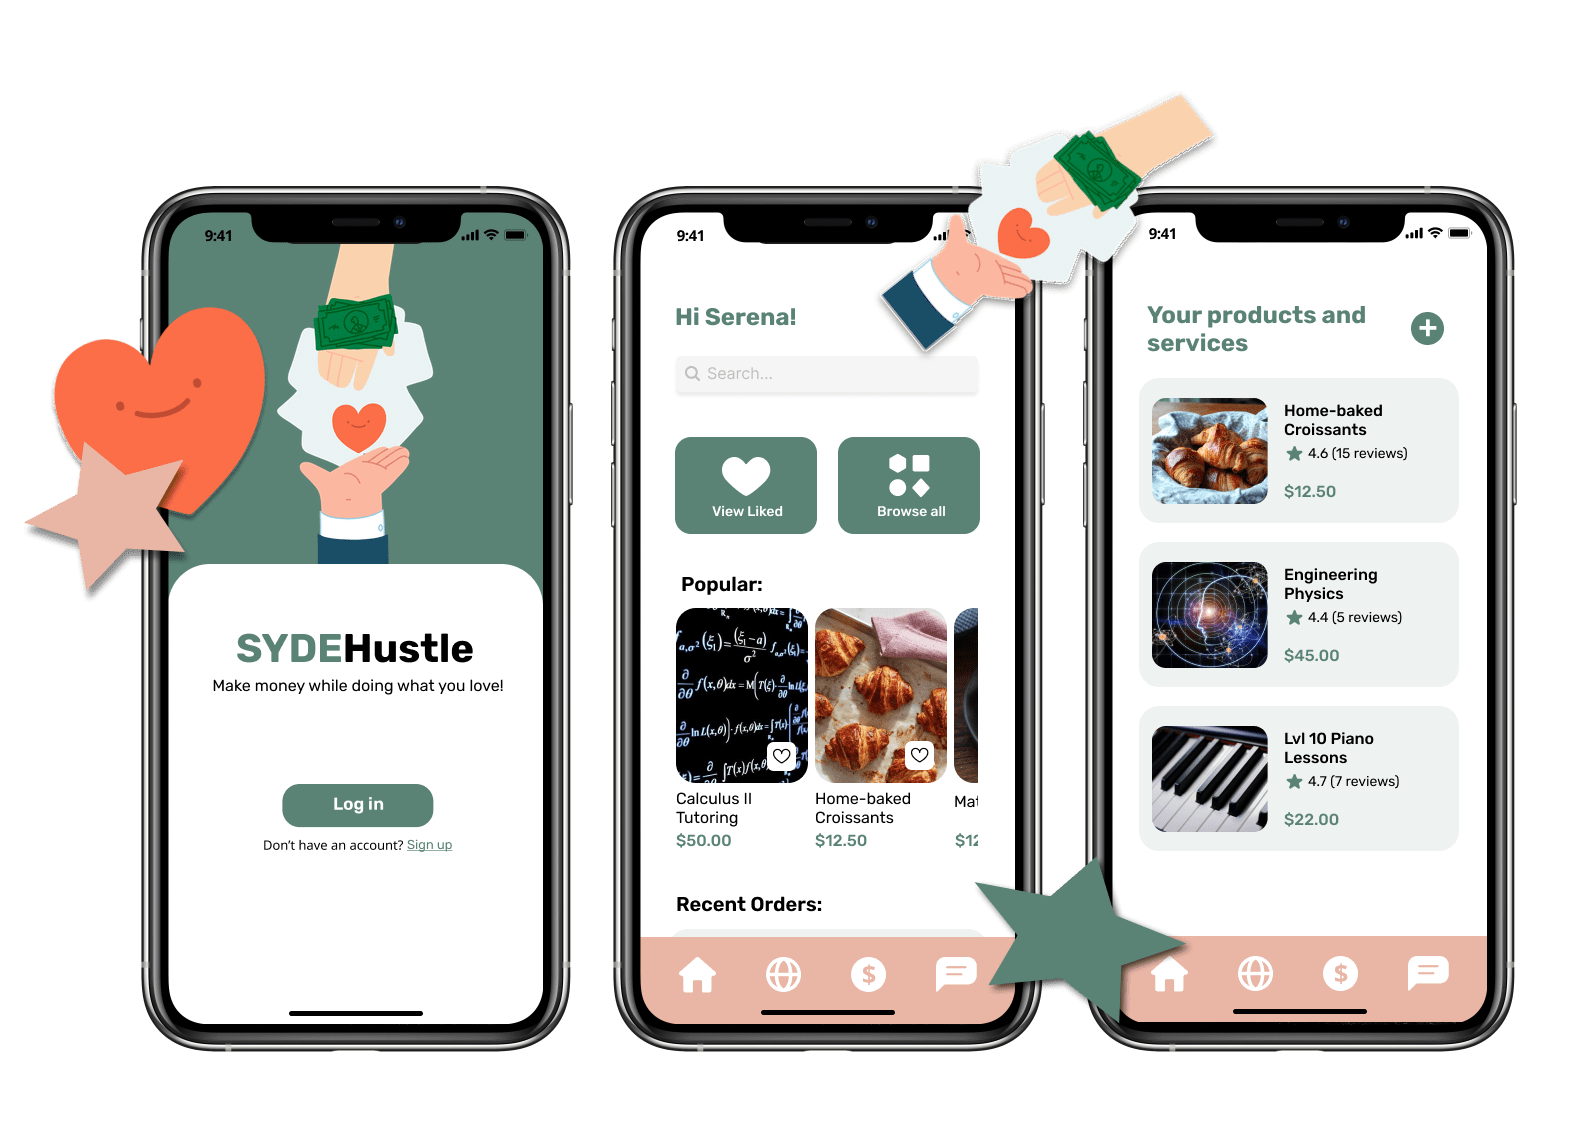 9:41
SYDEHustle
Make money while doing what you love!
Log in
Don't have an account? Sign up
9:41
Hi Serena!
Search...
View Liked
Browse all
Popular:
Calculus II
Tutoring
$50.00
Home-baked
Croissants
$12.50
Mat
$12
Recent Orders:
$
9:41
Your products and
services
Home-baked
Croissants
4.6 (15 reviews)
$12.50
Engineering
Physics
4.4 (5 reviews)
$45.00
Lvl 10 Piano
Lessons
4.7 (7 reviews)
$22.00
$